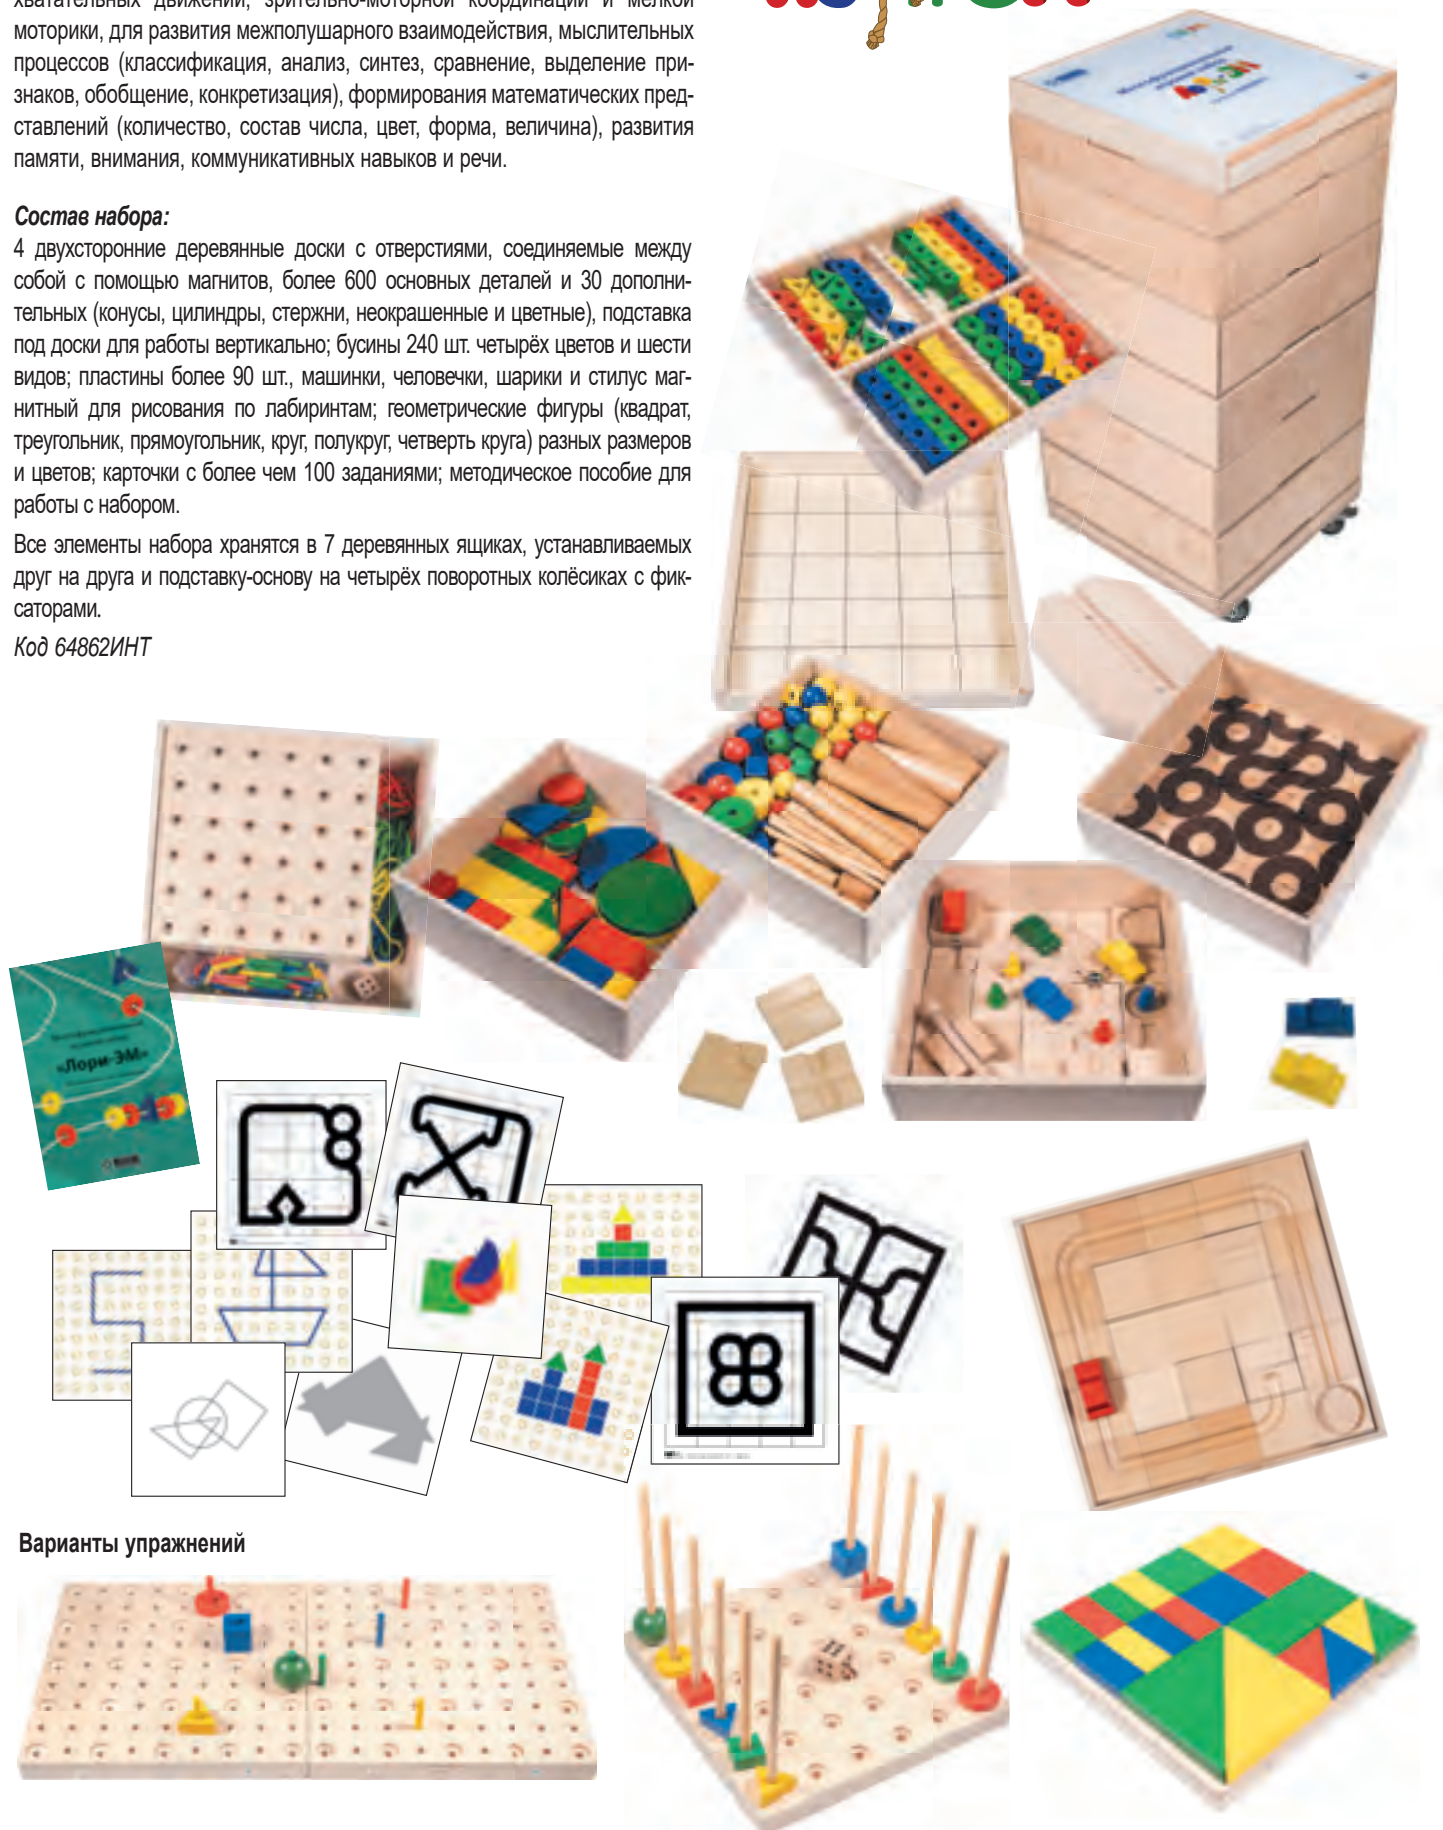 хватательных движений, зрительно-моторной координации и мелкой
моторики, для развития межполушарного взаимодействия, мыслительных
процессов (классификация, анализ, синтез, сравнение, выделение при-
знаков, обобщение, конкретизация), формирования математических пред-
ставлений (количество, состав числа, цвет, форма, величина), развития
памяти, внимания, коммуникативных навыков и речи.
Состав набора:
4 двухсторонние деревянные доски с отверстиями, соединяемые между
собой с помощью магнитов, более 600 основных деталей и 30 дополни-
тельных (конусы, цилиндры, стержни, неокрашенные и цветные), подставка
под доски для работы вертикально; бусины 240 шт. четырёх цветов и шести
видов; пластины более 90 шт., машинки, человечки, шарики и стилус маг-
нитный для рисования по лабиринтам; геометрические фигуры (квадрат,
треугольник, прямоугольник, круг, полукруг, четверть круга) разных размеров
и цветов; карточки с более чем 100 заданиями; методическое пособие для
работы с набором.
Все элементы набора хранятся в 7 деревянных ящиках, устанавливаемых
друг на друга и подставку-основу на четырёх поворотных колёсиках с фик-
саторами.
Код 64862ИНТ
«Лори-ЭМ»
Варианты упражнений